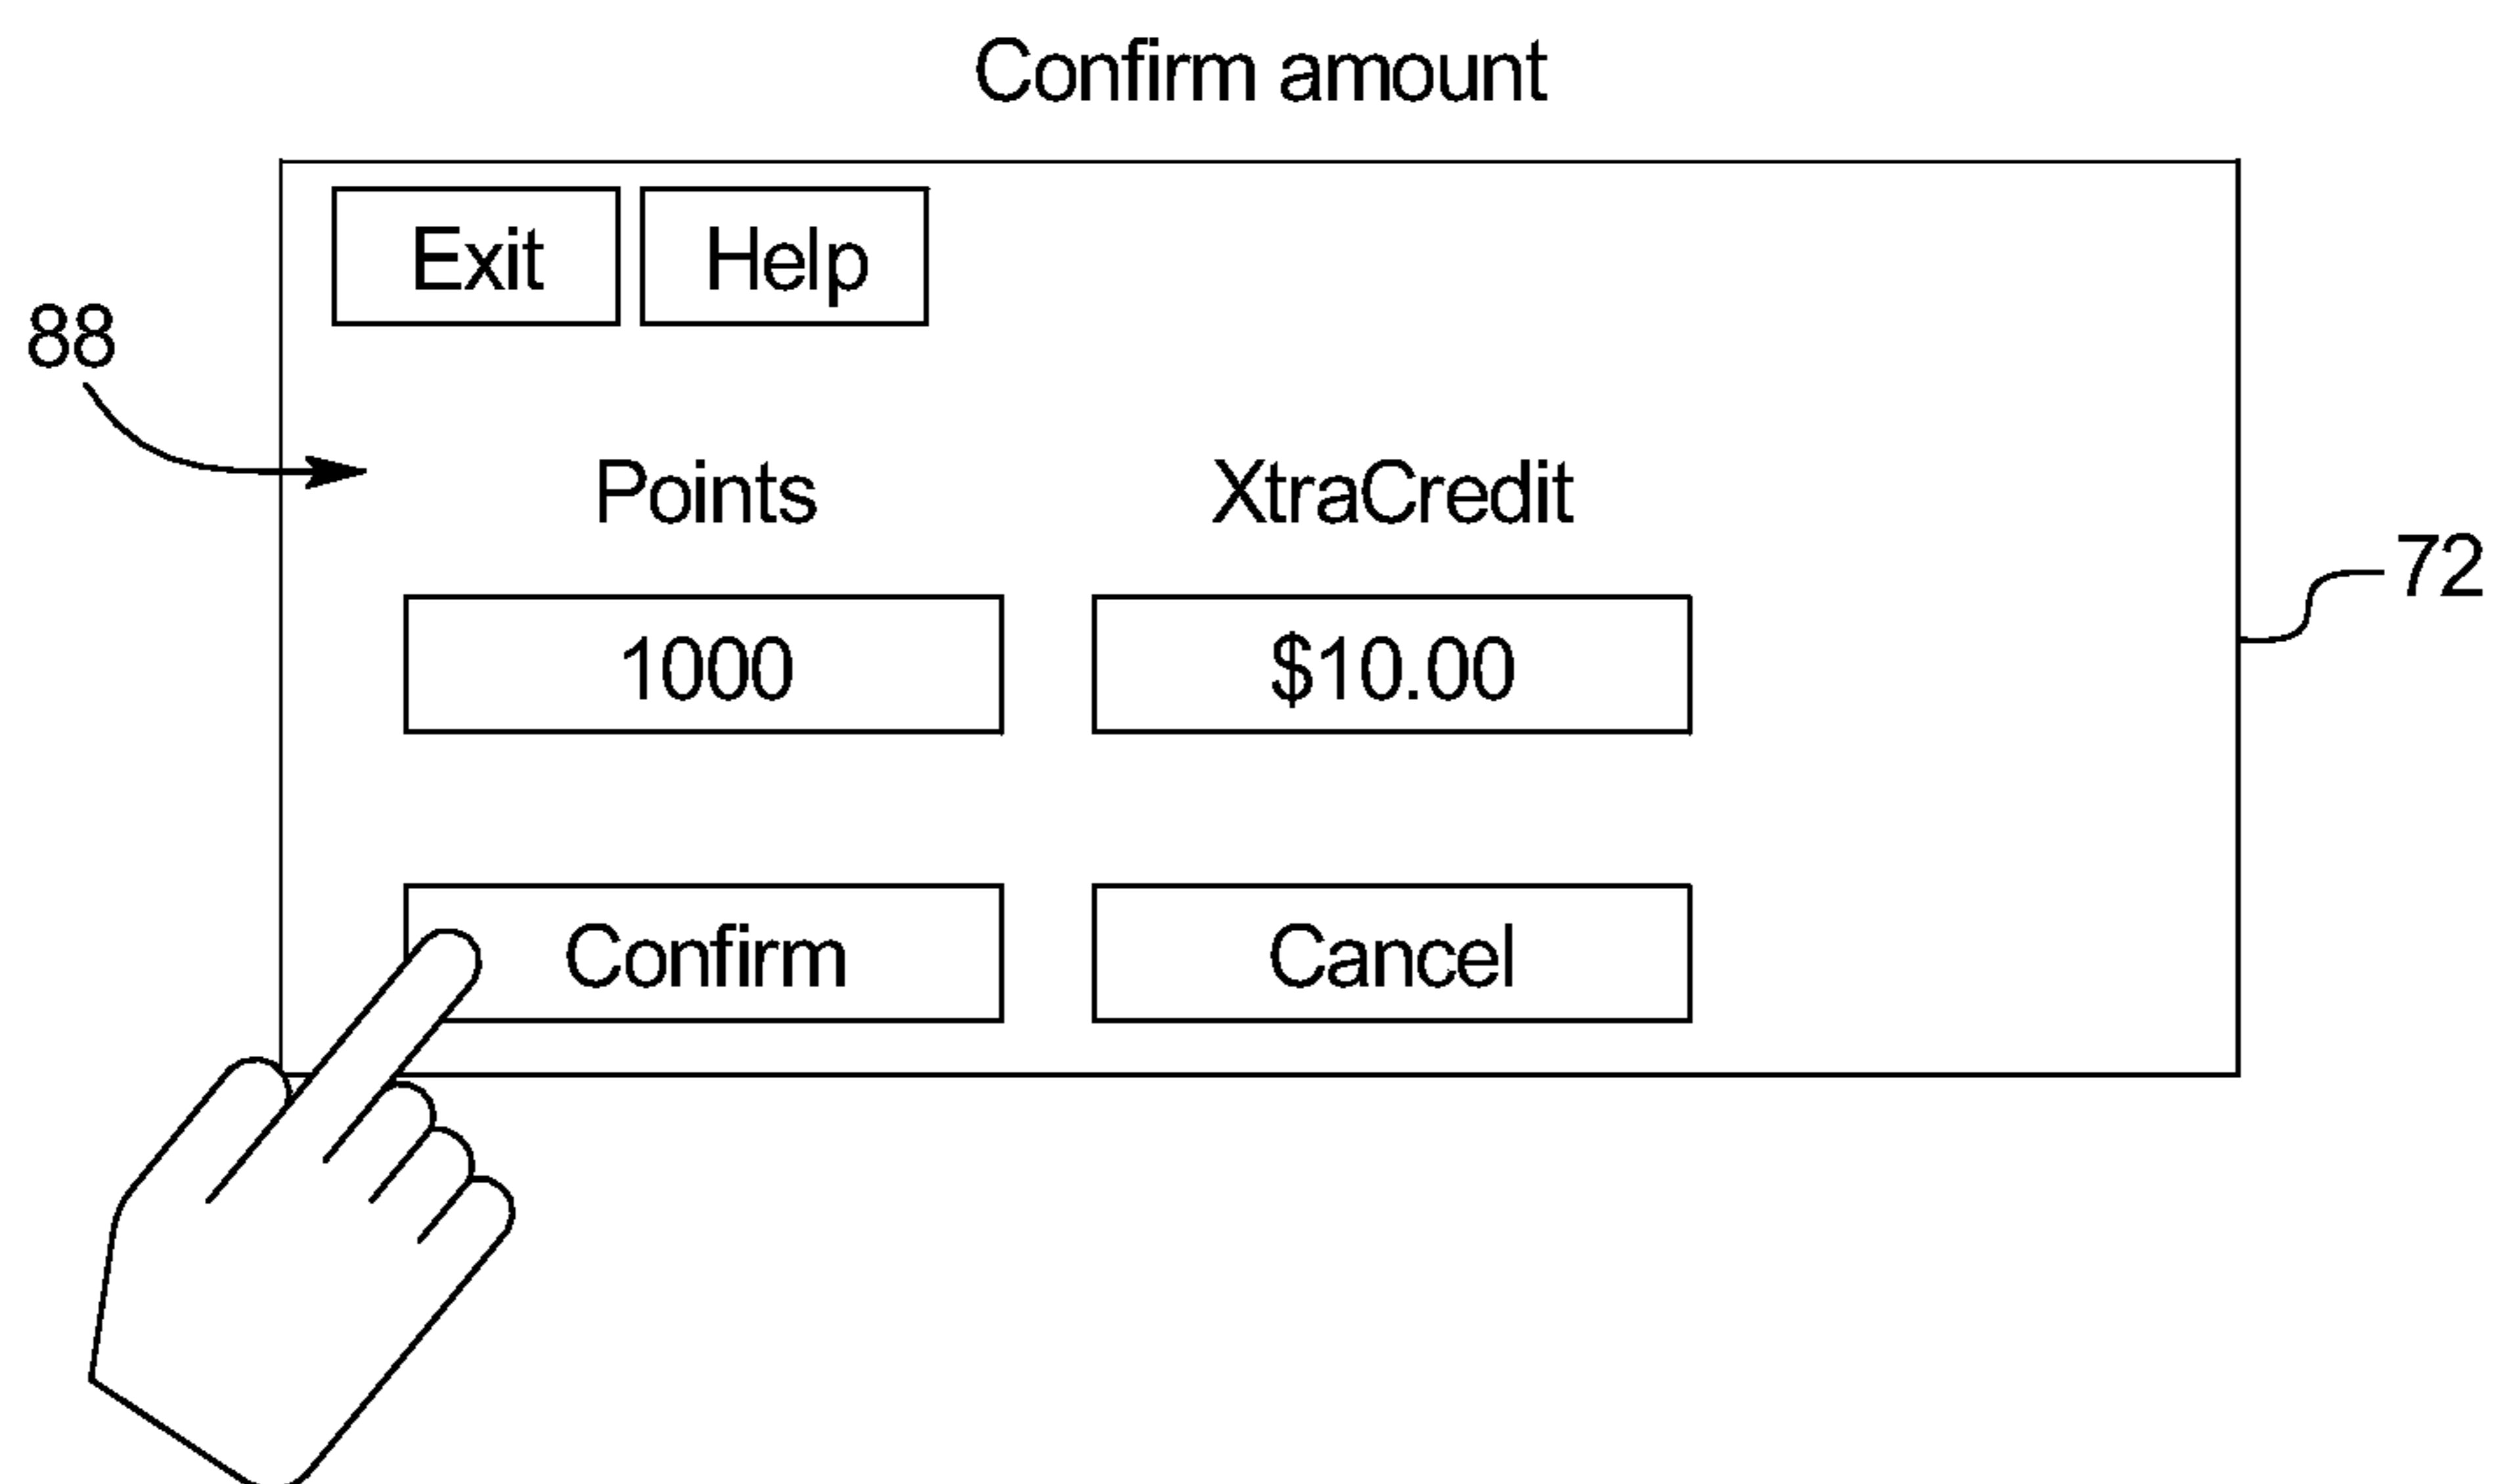 Confirm amount
Exit Help
88
Points XtraCredit
72
1000 $10.00
Confirm Cancel